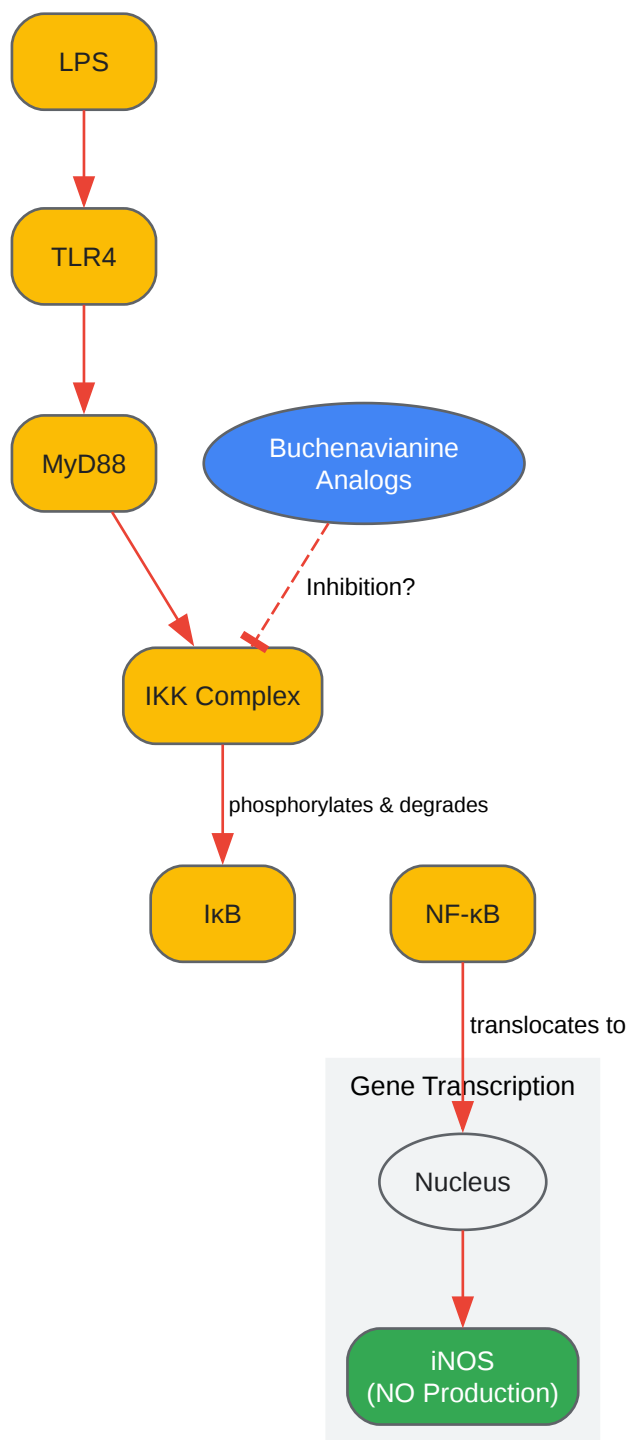 LPS
TLR4
MyD88
Buchenavianine
Analogs
Inhibition?
IKK Complex
phosphorylates & degrades
IκB
NF-κB
translocates to
Gene Transcription
Nucleus
iNOS
(NO Production)